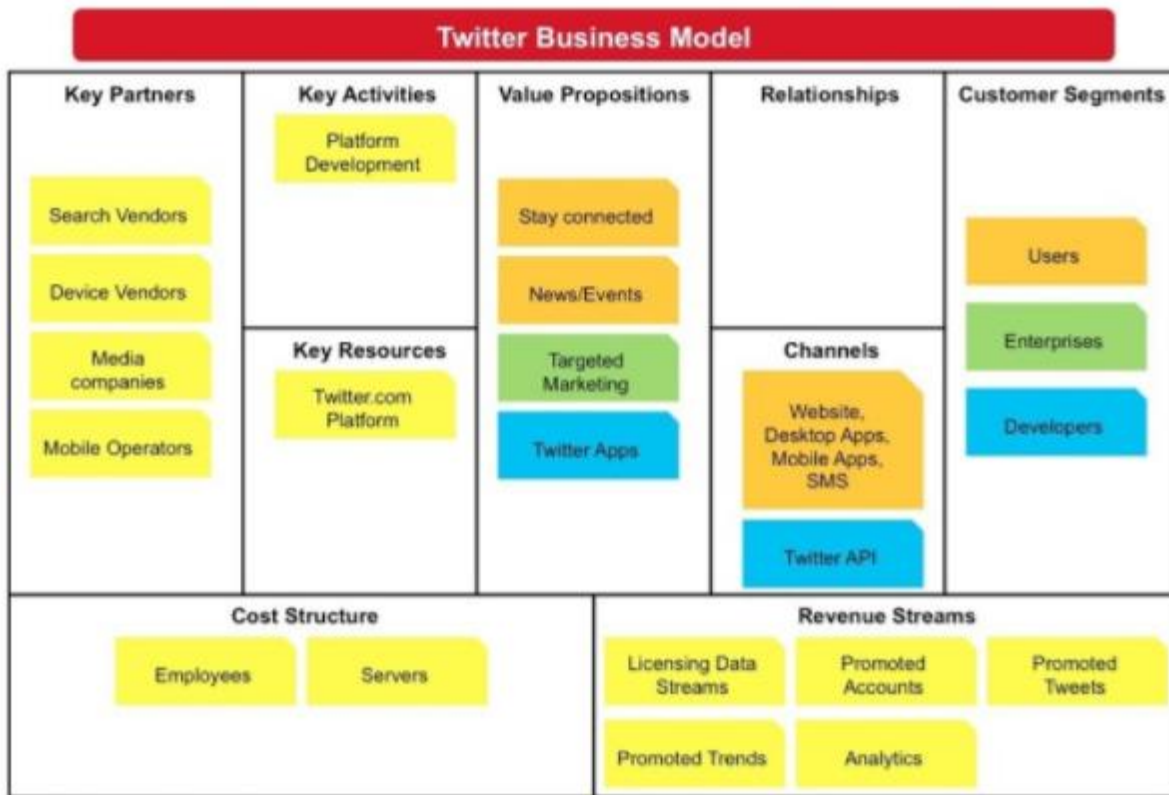 Twitter Business Model
Key Partners
Search Vendors
Device Vendors
Media
companies
Mobile Operators
Key Activities
Platform
Development
Key Resources
Twitter.com
Platform
Value Propositions
Stay connected
News/Events
Targeted
Marketing
Twitter Apps
Relationships
Channels
Website,
Desktop Apps,
Mobile Apps,
SMS
Twitter API
Customer Segments
Users
Enterprises
Developers
Cost Structure
Employees
Servers
Revenue Streams
Licensing Data
Streams
Promoted
Accounts
Promoted
Tweets
Promoted Trends
Analytics